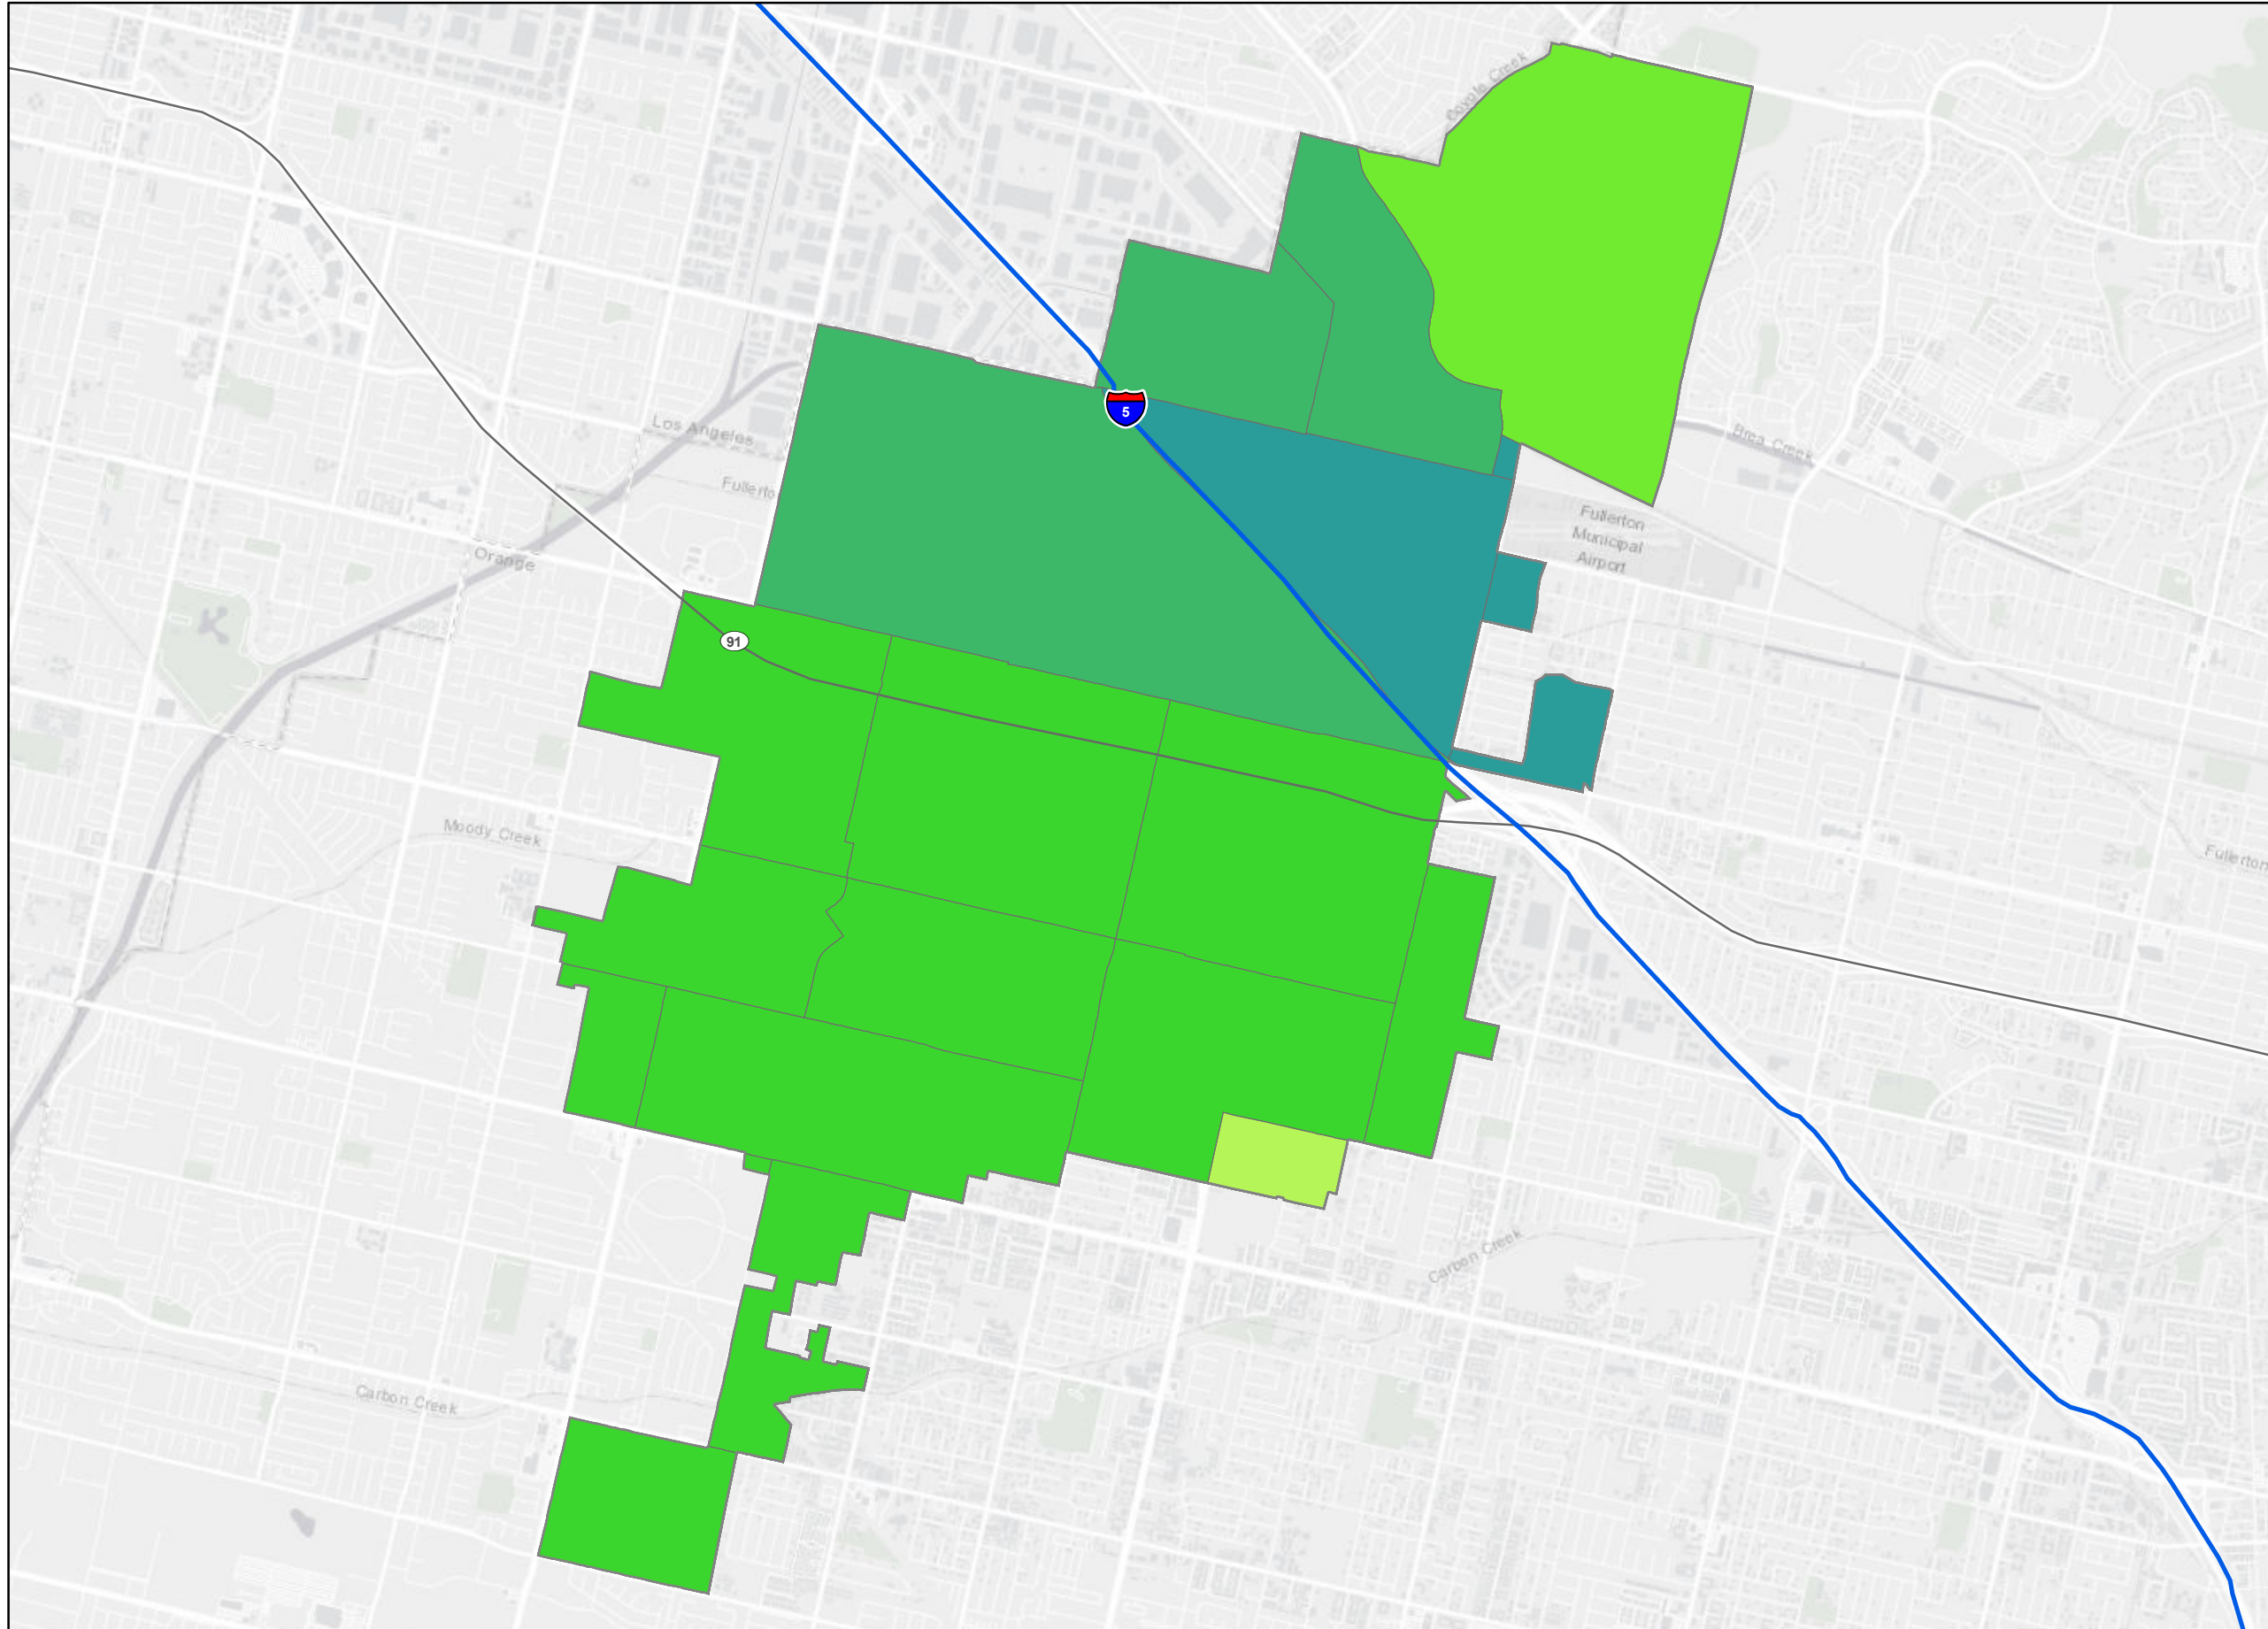 Coyote Creek
5
Los Angeles
Brea Creek
Fullerto
Fullerton
Municipal
Airport
Orange
91
Moody Creek
Fullerton
Carbon Creek
Carbon Creek